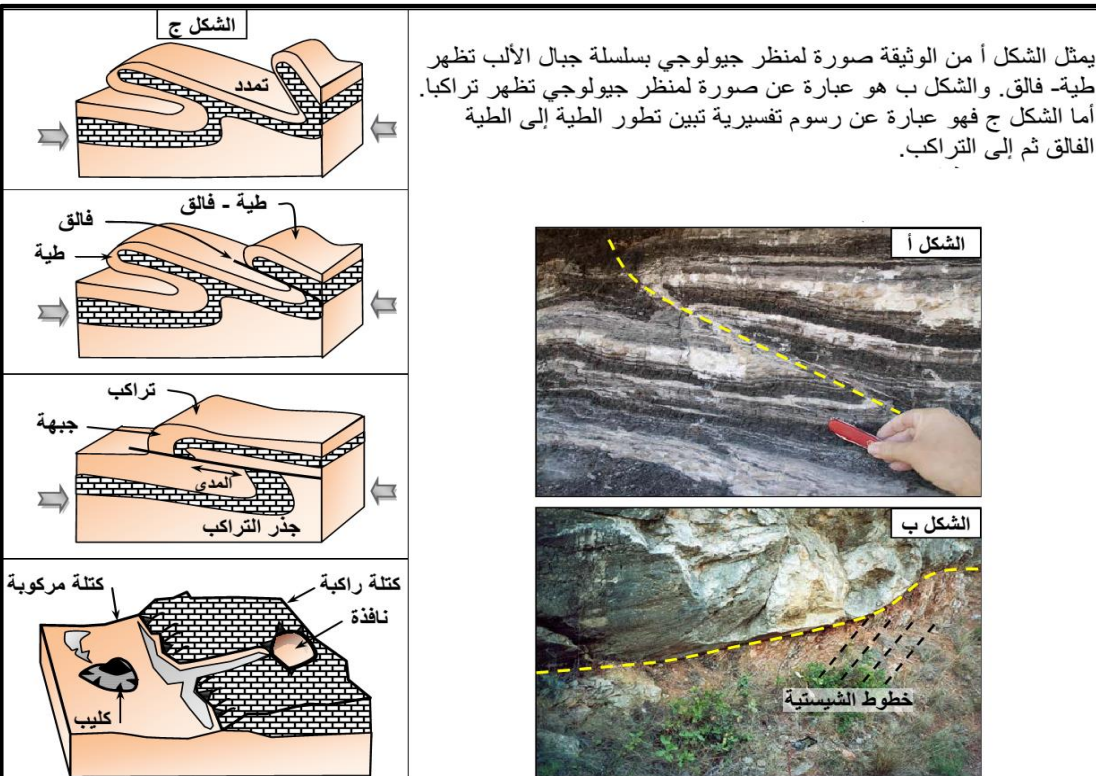 يمثل الشكل أ من الوثيقة صورة لمنظر جيولوجي بسلسلة جبال الألب تظهر
طية- فالق. والشكل ب هو عبارة عن صورة لمنظر جيولوجي تظهر تراكبا.
أما الشكل ج فهو عبارة عن رسوم تفسيرية تبين تطور الطية إلى الطية
الفالق ثم إلى التراكب.
الشكل أ
الشكل ب
خطوط الشيستية
الشكل ج
تمدد
طية - فالق
فالق
طية
تراكب
جبهة
المدى
جذر التراكب
كتلة راكبة
كتلة مركوبة
نافذة
كليب